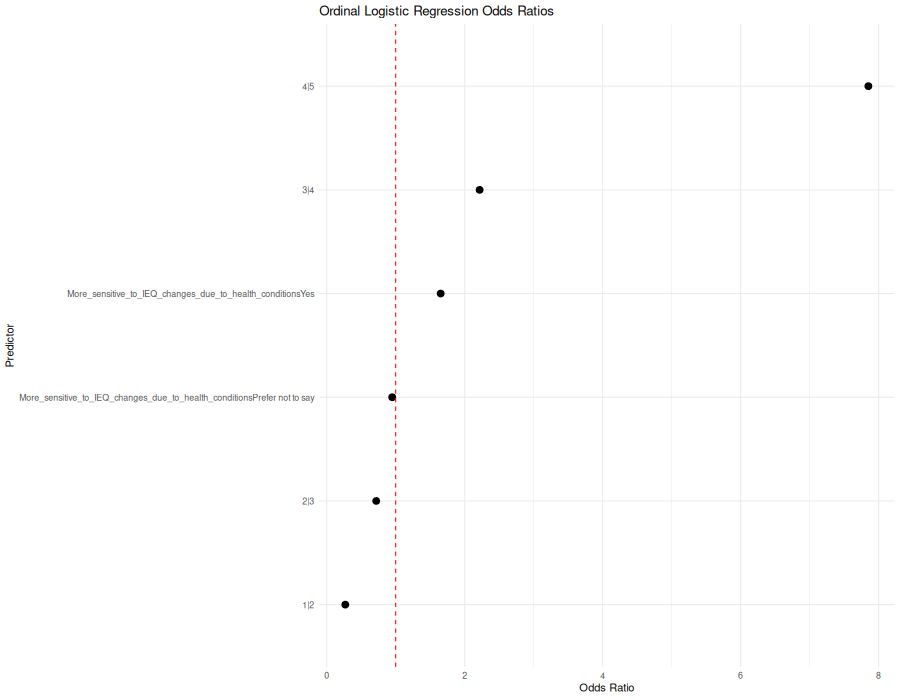 Ordinal Logistic Regression Odds Ratios
Predictor
4|5
3|4
More_sensitive_to_IEQ_changes_due_to_health_conditionsYes
More_sensitive_to_IEQ_changes_due_to_health_conditionsPrefer not to say
2|3
1|2
0 2 4 6 8
Odds Ratio